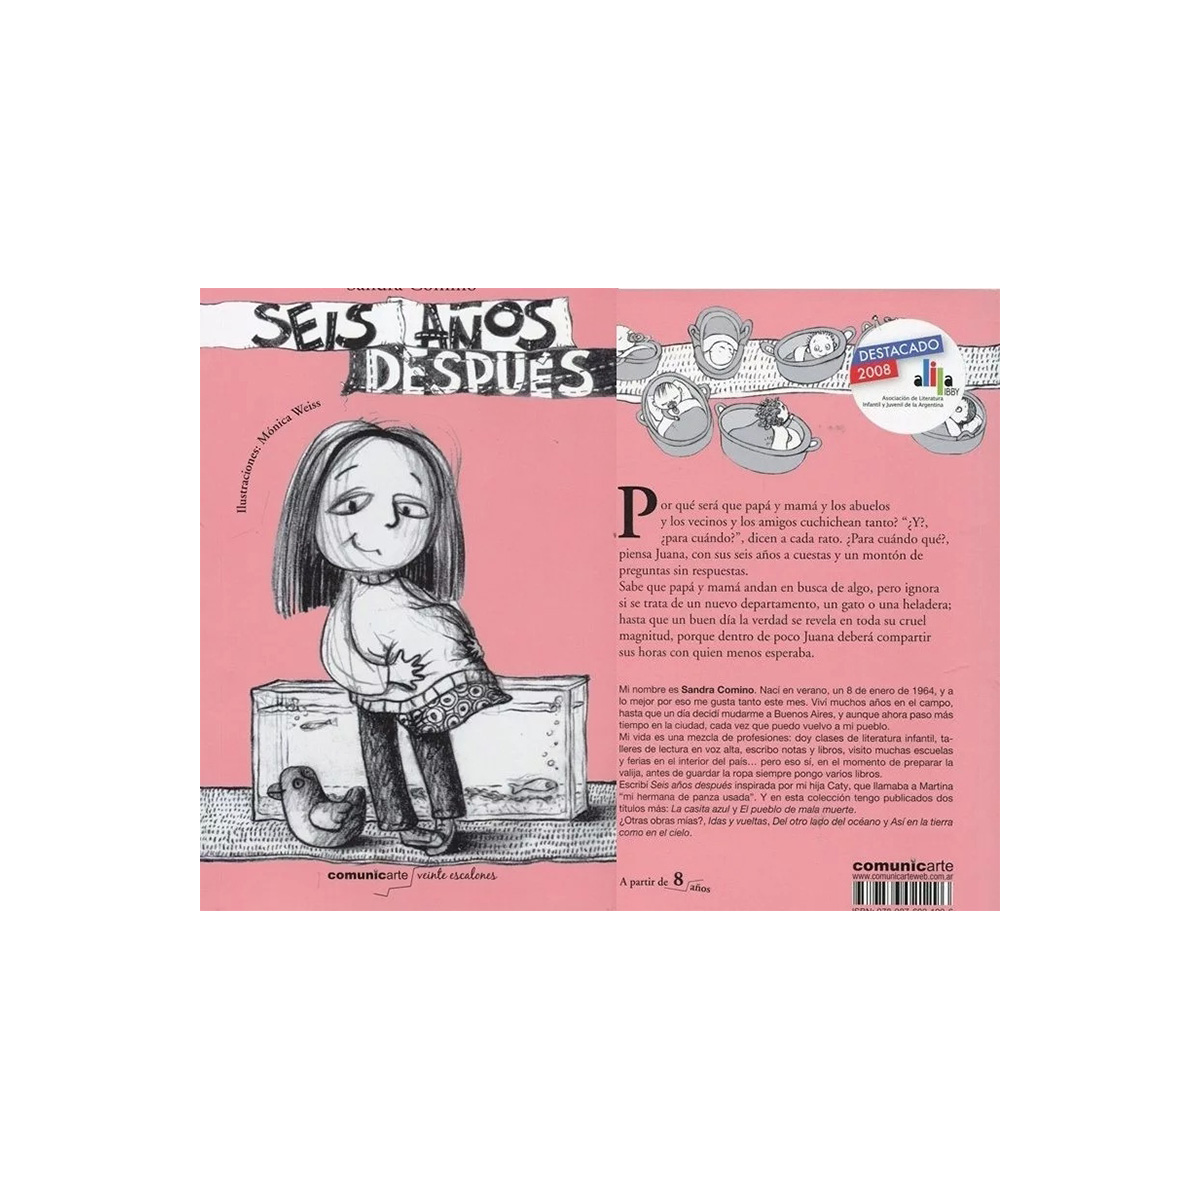 Sandra Comino
SEIS AÑOS
DESPUÉS
Ilustraciones: Mónica Weiss
comunicarte veinte escalones
DESTACADO
2008
alija
IBBY
Asociación de Literatura
Infantil y Juvenil de la Argentina
Por qué será que papá y mamá y los abuelos
y los vecinos y los amigos cuchichean tanto? “¿Y?,
¿para cuándo?”, dicen a cada rato. ¿Para cuándo qué?,
piensa Juana, con sus seis años a cuestas y un montón de
preguntas sin respuestas.
Sabe que papá y mamá andan en busca de algo, pero ignora
si se trata de un nuevo departamento, un gato o una heladera;
hasta que un buen día la verdad se revela en toda su cruel
magnitud, porque dentro de poco Juana deberá compartir
sus horas con quien menos esperaba.
Mi nombre es Sandra Comino. Nací en verano, un 8 de enero de 1964, y a
lo mejor por eso me gusta tanto este mes. Viví muchos años en el campo,
hasta que un día decidí mudarme a Buenos Aires, y aunque ahora paso más
tiempo en la ciudad, cada vez que puedo vuelvo a mi pueblo.
Mi vida es una mezcla de profesiones: doy clases de literatura infantil, ta-
lleres de lectura en voz alta, escribo notas y libros, visito muchas escuelas
y ferias en el interior del país... pero eso sí, en el momento de preparar la
valija, antes de guardar la ropa siempre pongo varios libros.
Escribí Seis años después inspirada por mi hija Caty, que llamaba a Martina
“mi hermana de panza usada”. Y en esta colección tengo publicados dos
títulos más: La casita azul y El pueblo de mala muerte.
¿Otras obras mías?, Idas y vueltas, Del otro lado del océano y Así en la tierra
como en el cielo.
A partir de 8 años
comunicarte
www.comunicarteweb.com.ar